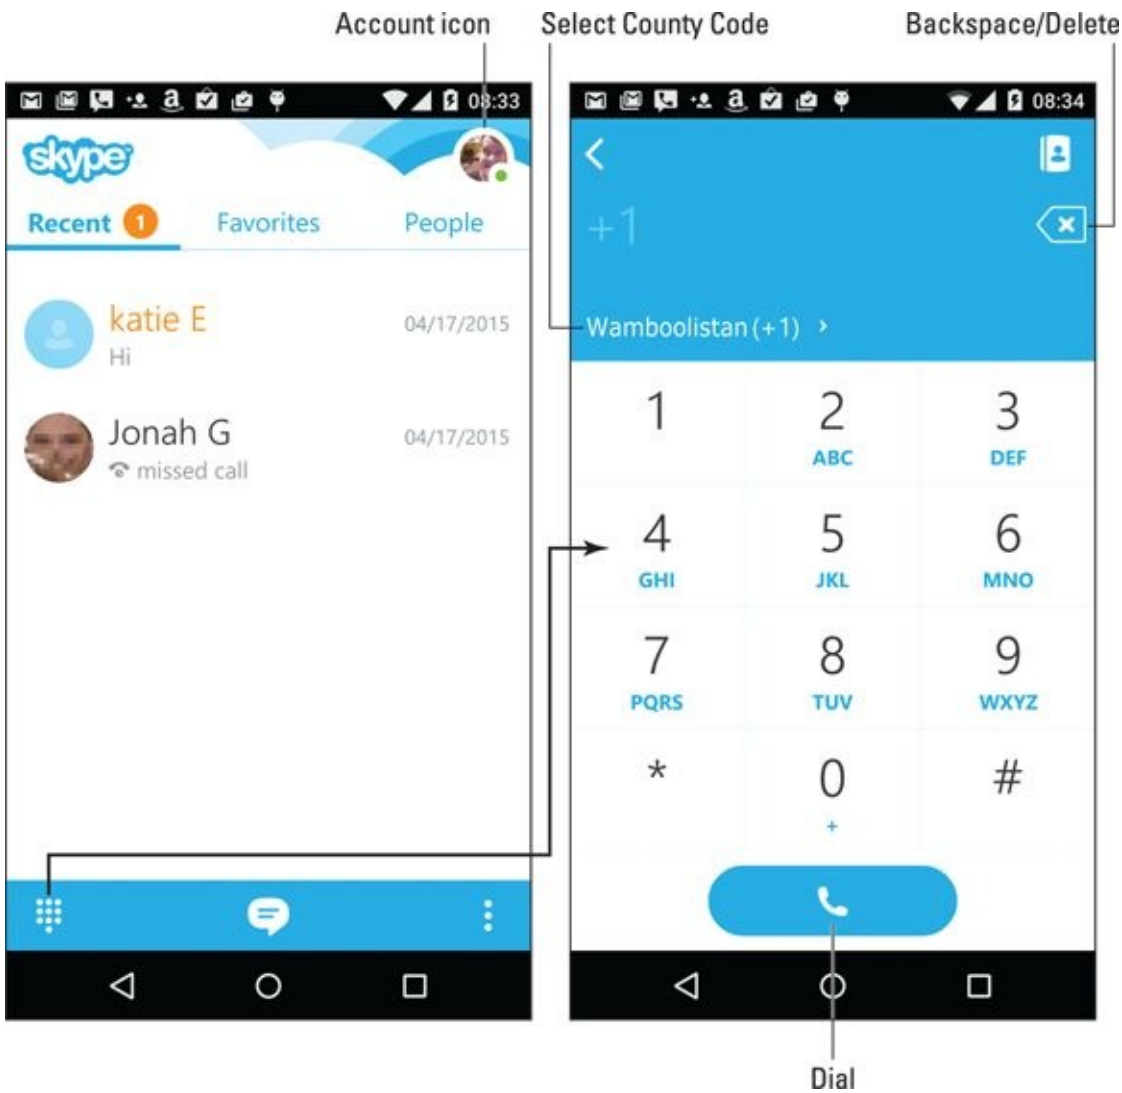 Account icon
Select County Code
Backspace/Delete
08:33
skype
Recent 1 Favorites People
katie E 04/17/2015
Hi
Jonah G 04/17/2015
missed call
08:34
+1
Wamboolistan (+1) >
1 2 3
ABC DEF
4 5 6
GHI JKL MNO
7 8 9
PQRS TUV WXYZ
* 0 #
+
Dial